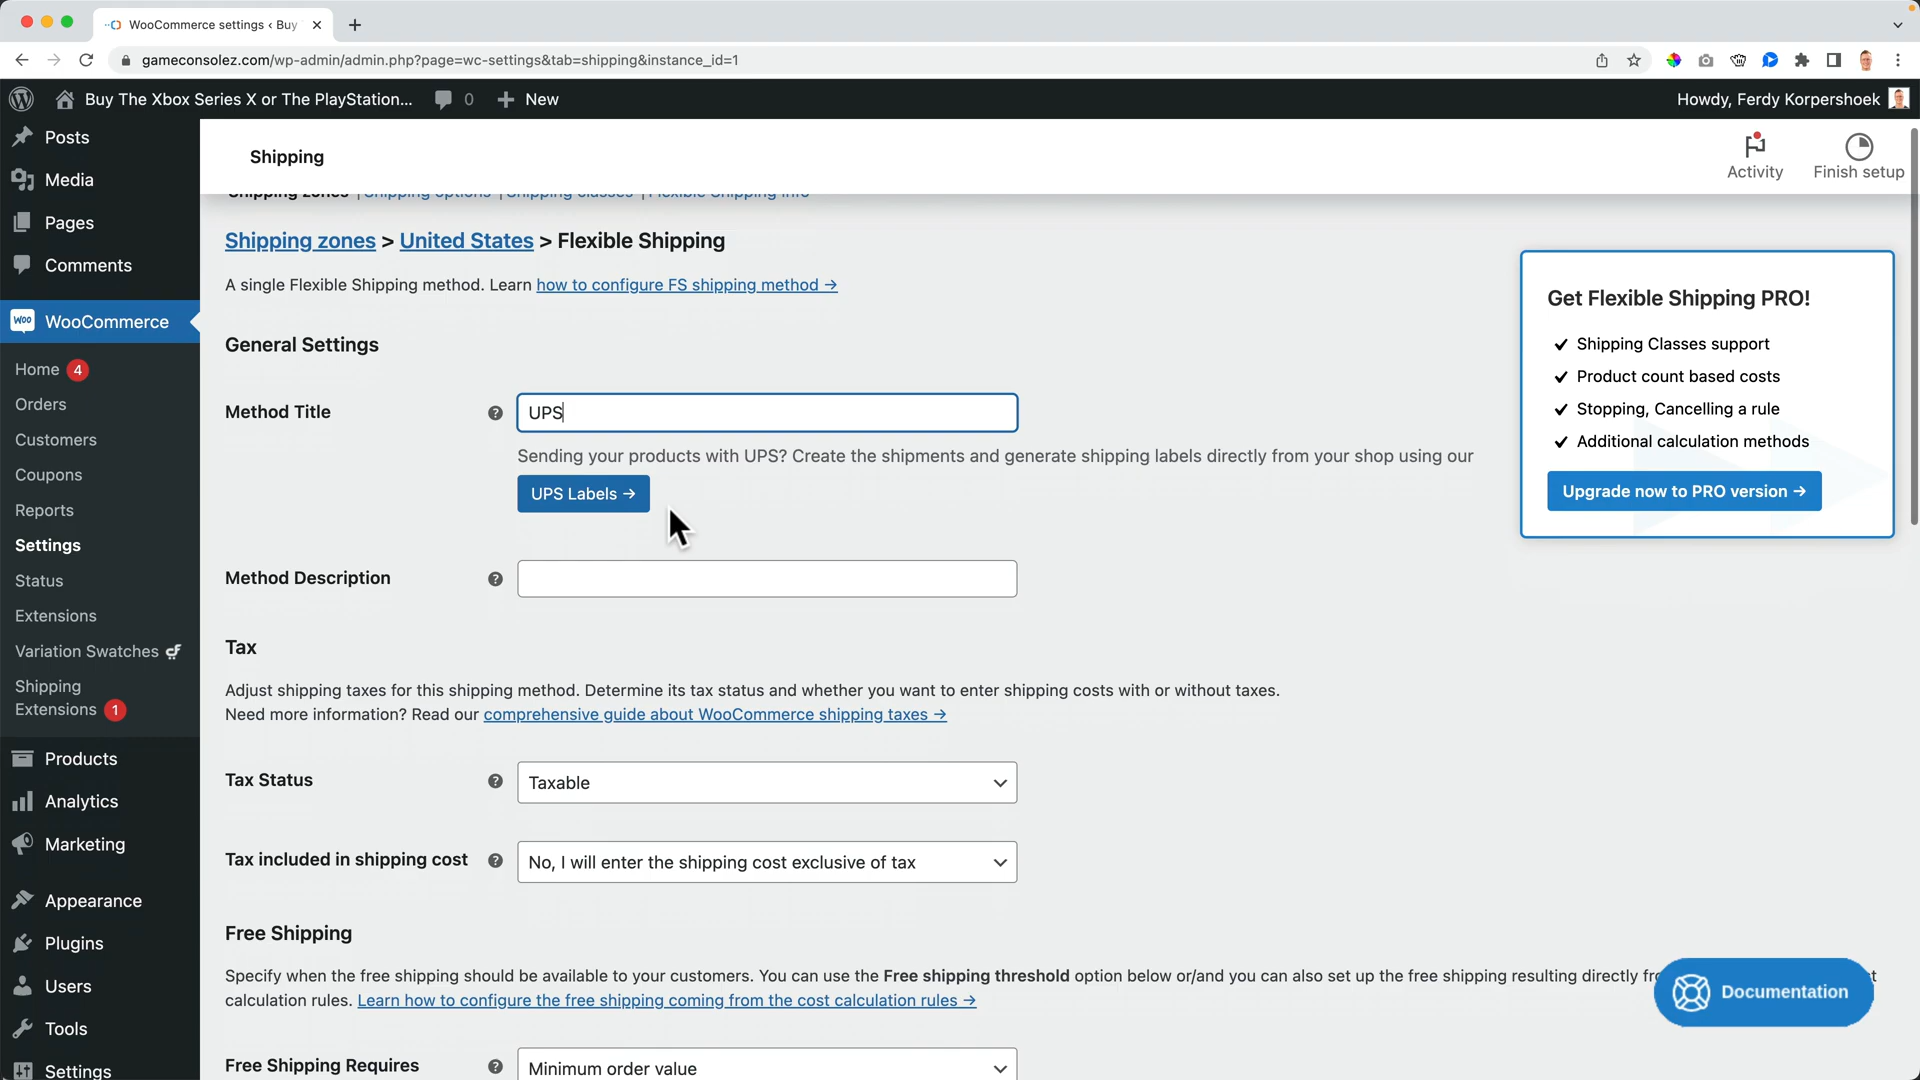 WooCommerce settings ‹ Buy
gameconsolez.com/wp-admin/admin.php?page=wc-settings&tab=shipping&instance_id=1
Buy The Xbox Series X or The PlayStation... 0 New Howdy, Ferdy Korpershoek
Posts
Media
Pages
Comments
Woo WooCommerce
Home 4
Orders
Customers
Coupons
Reports
Settings
Status
Extensions
Variation Swatches
Shipping
Extensions 1
Products
Analytics
Marketing
Appearance
Plugins
Users
Tools
Settings
Shipping
Activity
Finish setup
Shipping zones | Shipping options | Shipping classes | Flexible Shipping Info
Shipping zones > United States > Flexible Shipping
A single Flexible Shipping method. Learn how to configure FS shipping method →
General Settings
Method Title ? UPS
Sending your products with UPS? Create the shipments and generate shipping labels directly from your shop using our
UPS Labels →
Method Description ?
Tax
Adjust shipping taxes for this shipping method. Determine its tax status and whether you want to enter shipping costs with or without taxes.
Need more information? Read our comprehensive guide about WooCommerce shipping taxes →
Tax Status ? Taxable
Tax included in shipping cost ? No, I will enter the shipping cost exclusive of tax
Free Shipping
Specify when the free shipping should be available to your customers. You can use the Free shipping threshold option below or/and you can also set up the free shipping resulting directly
calculation rules. Learn how to configure the free shipping coming from the cost calculation rules →
Free Shipping Requires ? Minimum order value
Get Flexible Shipping PRO!
✓ Shipping Classes support
✓ Product count based costs
✓ Stopping, Cancelling a rule
✓ Additional calculation methods
Upgrade now to PRO version →
Documentation